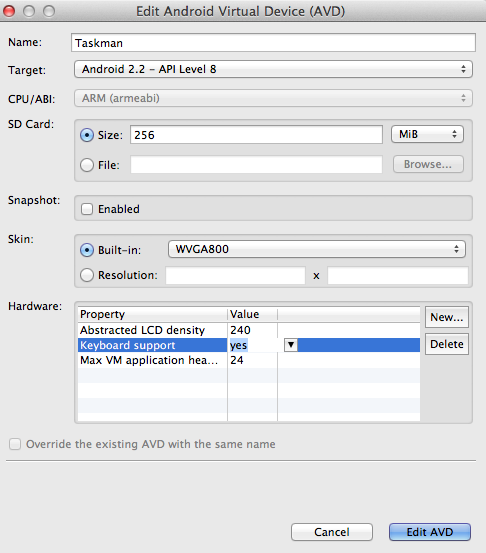 Edit Android Virtual Device (AVD)
Name: Taskman
Target: Android 2.2 – API Level 8
CPU/ABI: ARM (armeabi)
SD Card:
Size: 256 MiB
File: Browse...
Snapshot:
Enabled
Skin:
Built-in: WVGA800
Resolution: x
Hardware:
Property Value New...
Abstracted LCD density 240
Keyboard support yes Delete
Max VM application hea... 24
Override the existing AVD with the same name
Cancel Edit AVD